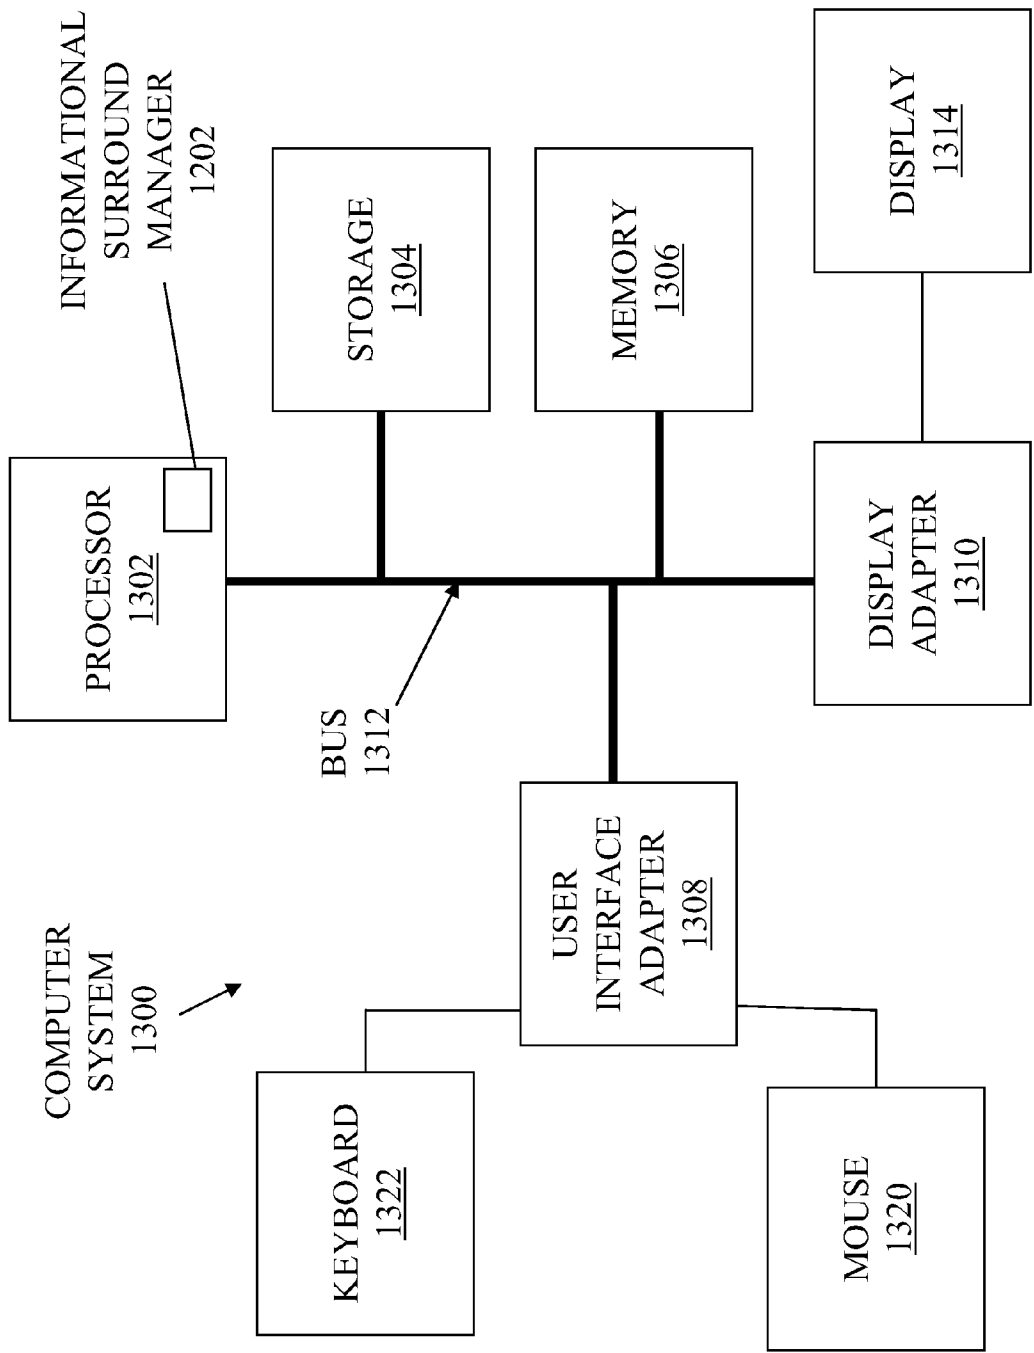 COMPUTER
SYSTEM
1300
KEYBOARD
1322
MOUSE
1320
USER
INTERFACE
ADAPTER
1308
BUS
1312
PROCESSOR
1302
INFORMATIONAL
SURROUND
MANAGER
1202
STORAGE
1304
MEMORY
1306
DISPLAY
ADAPTER
1310
DISPLAY
1314